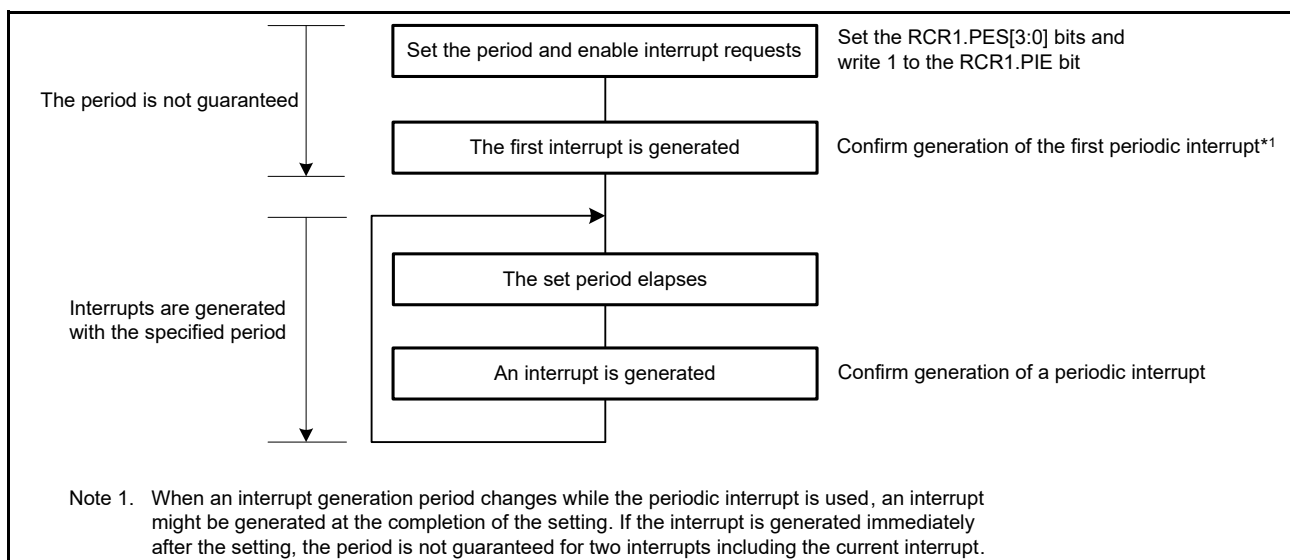 Set the period and enable interrupt requests
Set the RCR1.PES[3:0] bits and
write 1 to the RCR1.PIE bit
The period is not guaranteed
The first interrupt is generated
Confirm generation of the first periodic interrupt*1
The set period elapses
Interrupts are generated
with the specified period
An interrupt is generated
Confirm generation of a periodic interrupt
Note 1. When an interrupt generation period changes while the periodic interrupt is used, an interrupt
might be generated at the completion of the setting. If the interrupt is generated immediately
after the setting, the period is not guaranteed for two interrupts including the current interrupt.